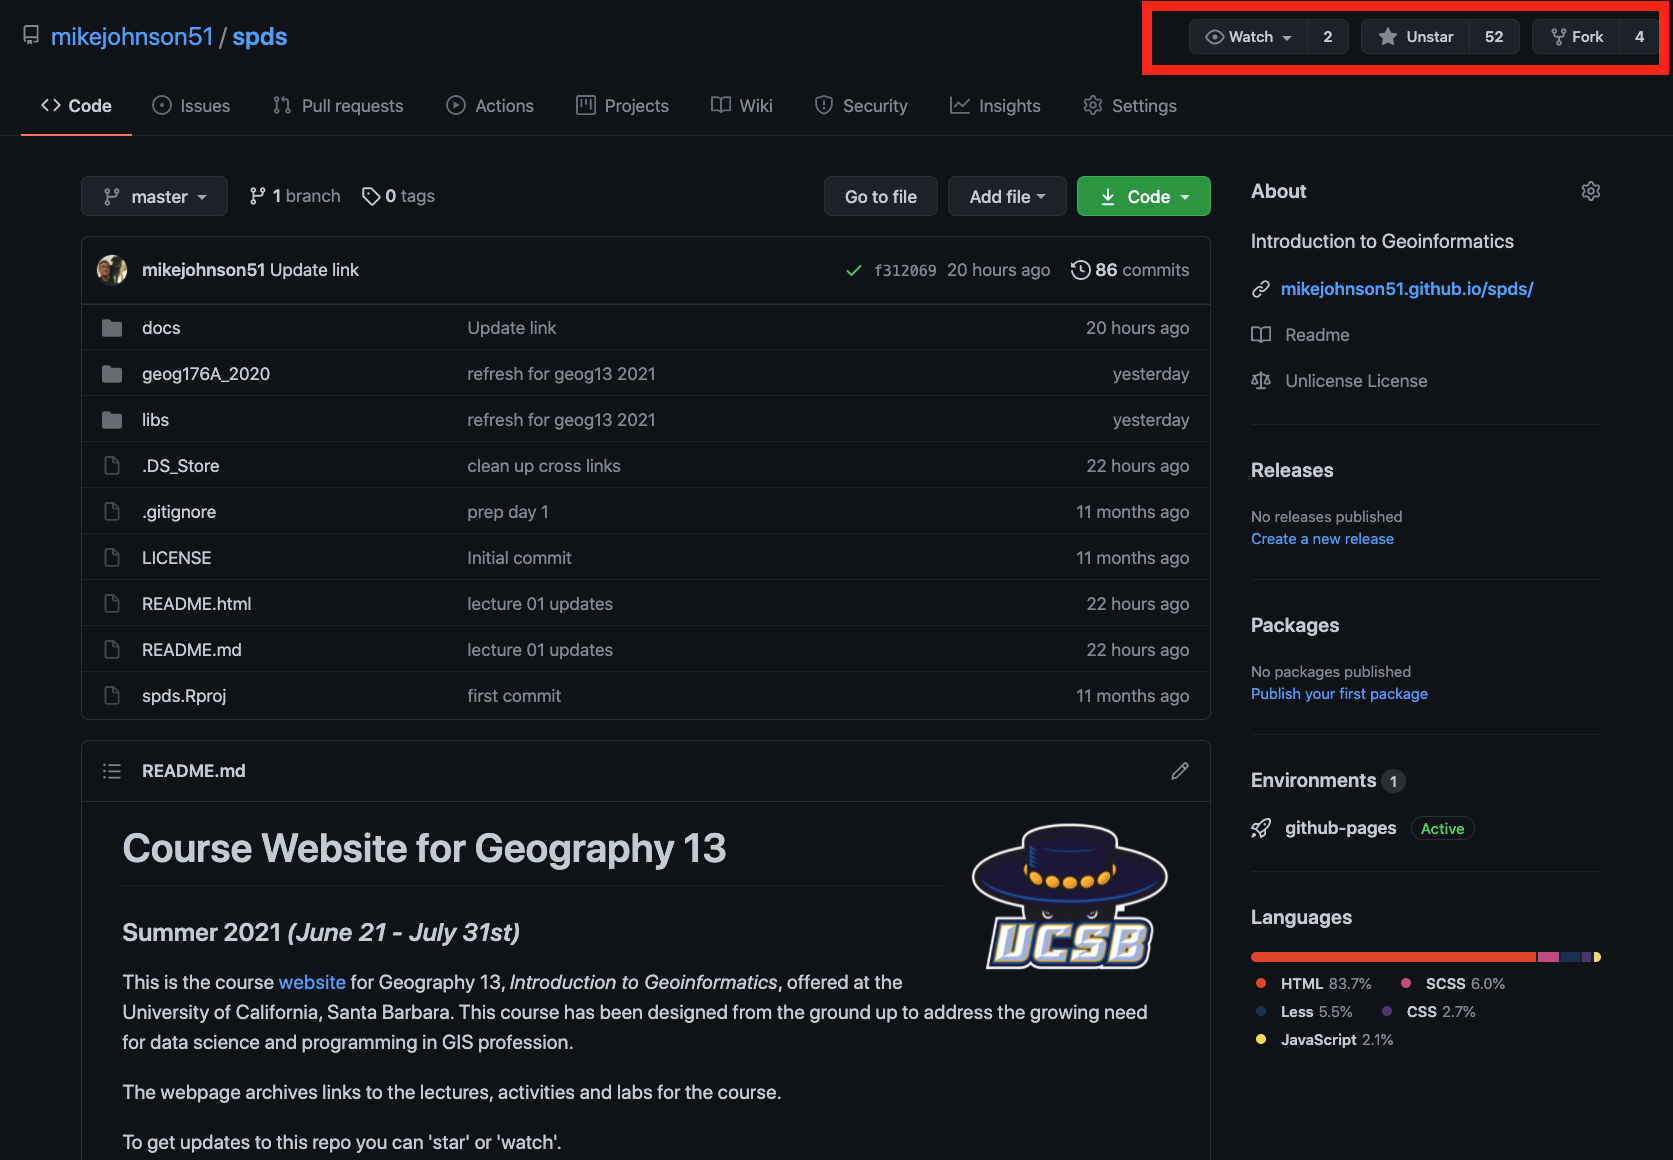 mikejohnson51 / spds
Watch 2 Unstar 52 Fork 4
Code Issues Pull requests Actions Projects Wiki Security Insights Settings
master 1 branch 0 tags Go to file Add file Code
mikejohnson51 Update link f312069 20 hours ago 86 commits
docs Update link 20 hours ago
geog176A_2020 refresh for geog13 2021 yesterday
libs refresh for geog13 2021 yesterday
.DS_Store clean up cross links 22 hours ago
.gitignore prep day 1 11 months ago
LICENSE Initial commit 11 months ago
README.html lecture 01 updates 22 hours ago
README.md lecture 01 updates 22 hours ago
spds.Rproj first commit 11 months ago
README.md
Course Website for Geography 13
UCSB
Summer 2021 (June 21 - July 31st)
This is the course website for Geography 13, Introduction to Geoinformatics, offered at the
University of California, Santa Barbara. This course has been designed from the ground up to address the growing need
for data science and programming in GIS profession.
The webpage archives links to the lectures, activities and labs for the course.
To get updates to this repo you can 'star' or 'watch'.
About
Introduction to Geoinformatics
mikejohnson51.github.io/spds/
Readme
Unlicense License
Releases
No releases published
Create a new release
Packages
No packages published
Publish your first package
Environments 1
github-pages Active
Languages
HTML 83.7% SCSS 6.0%
Less 5.5% CSS 2.7%
JavaScript 2.1%